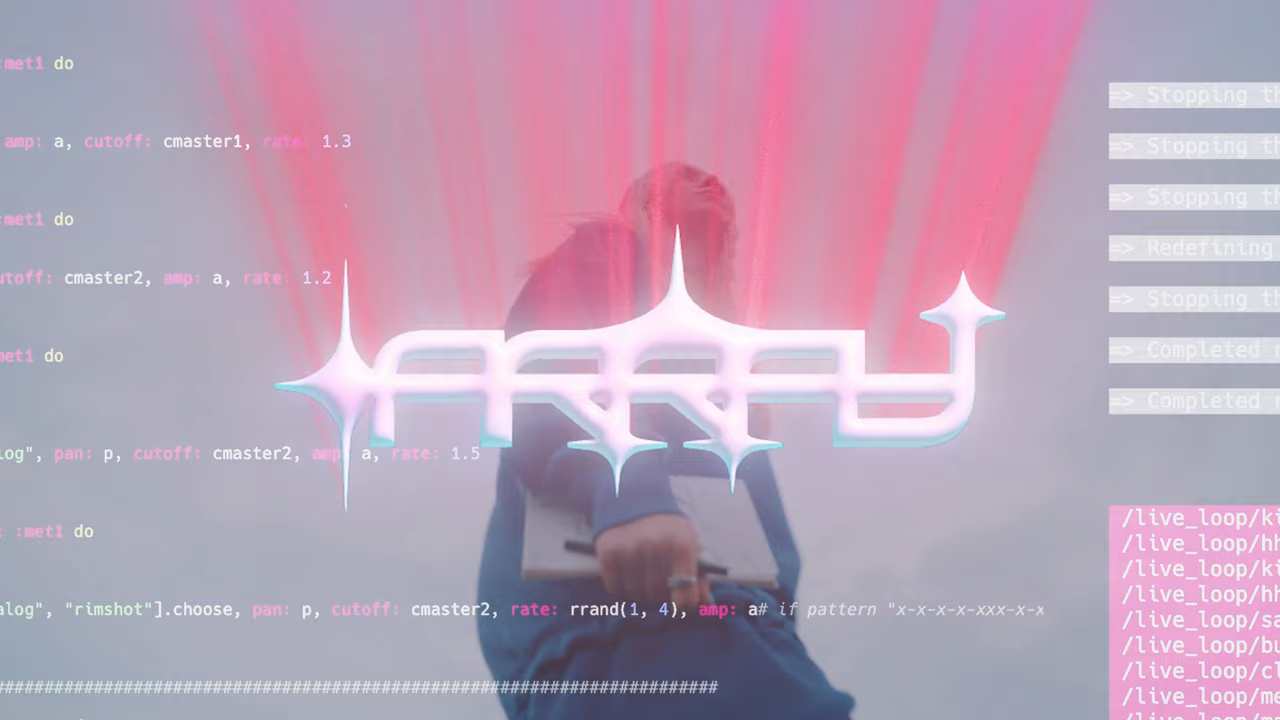 :met1 do
amp: a, cutoff: cmaster1, rate: 1.3
:met1 do
utoff: cmaster2, amp: a, rate: 1.2
met1 do
log", pan: p, cutoff: cmaster2, amp: a, rate: 1.5
: :met1 do
alog", "rimshot"].choose, pan: p, cutoff: cmaster2, rate: rrand(1, 4), amp: a# if pattern "x-x-x-x-xxx-x-x
##########################################################################
ARRAY
=> Stopping th
=> Stopping th
=> Stopping th
=> Redefining
=> Stopping th
=> Completed
=> Completed
/live_loop/ki
/live_loop/hh
/live_loop/ki
/live_loop/hh
/live_loop/sa
/live_loop/bu
/live_loop/cl
/live_loop/me